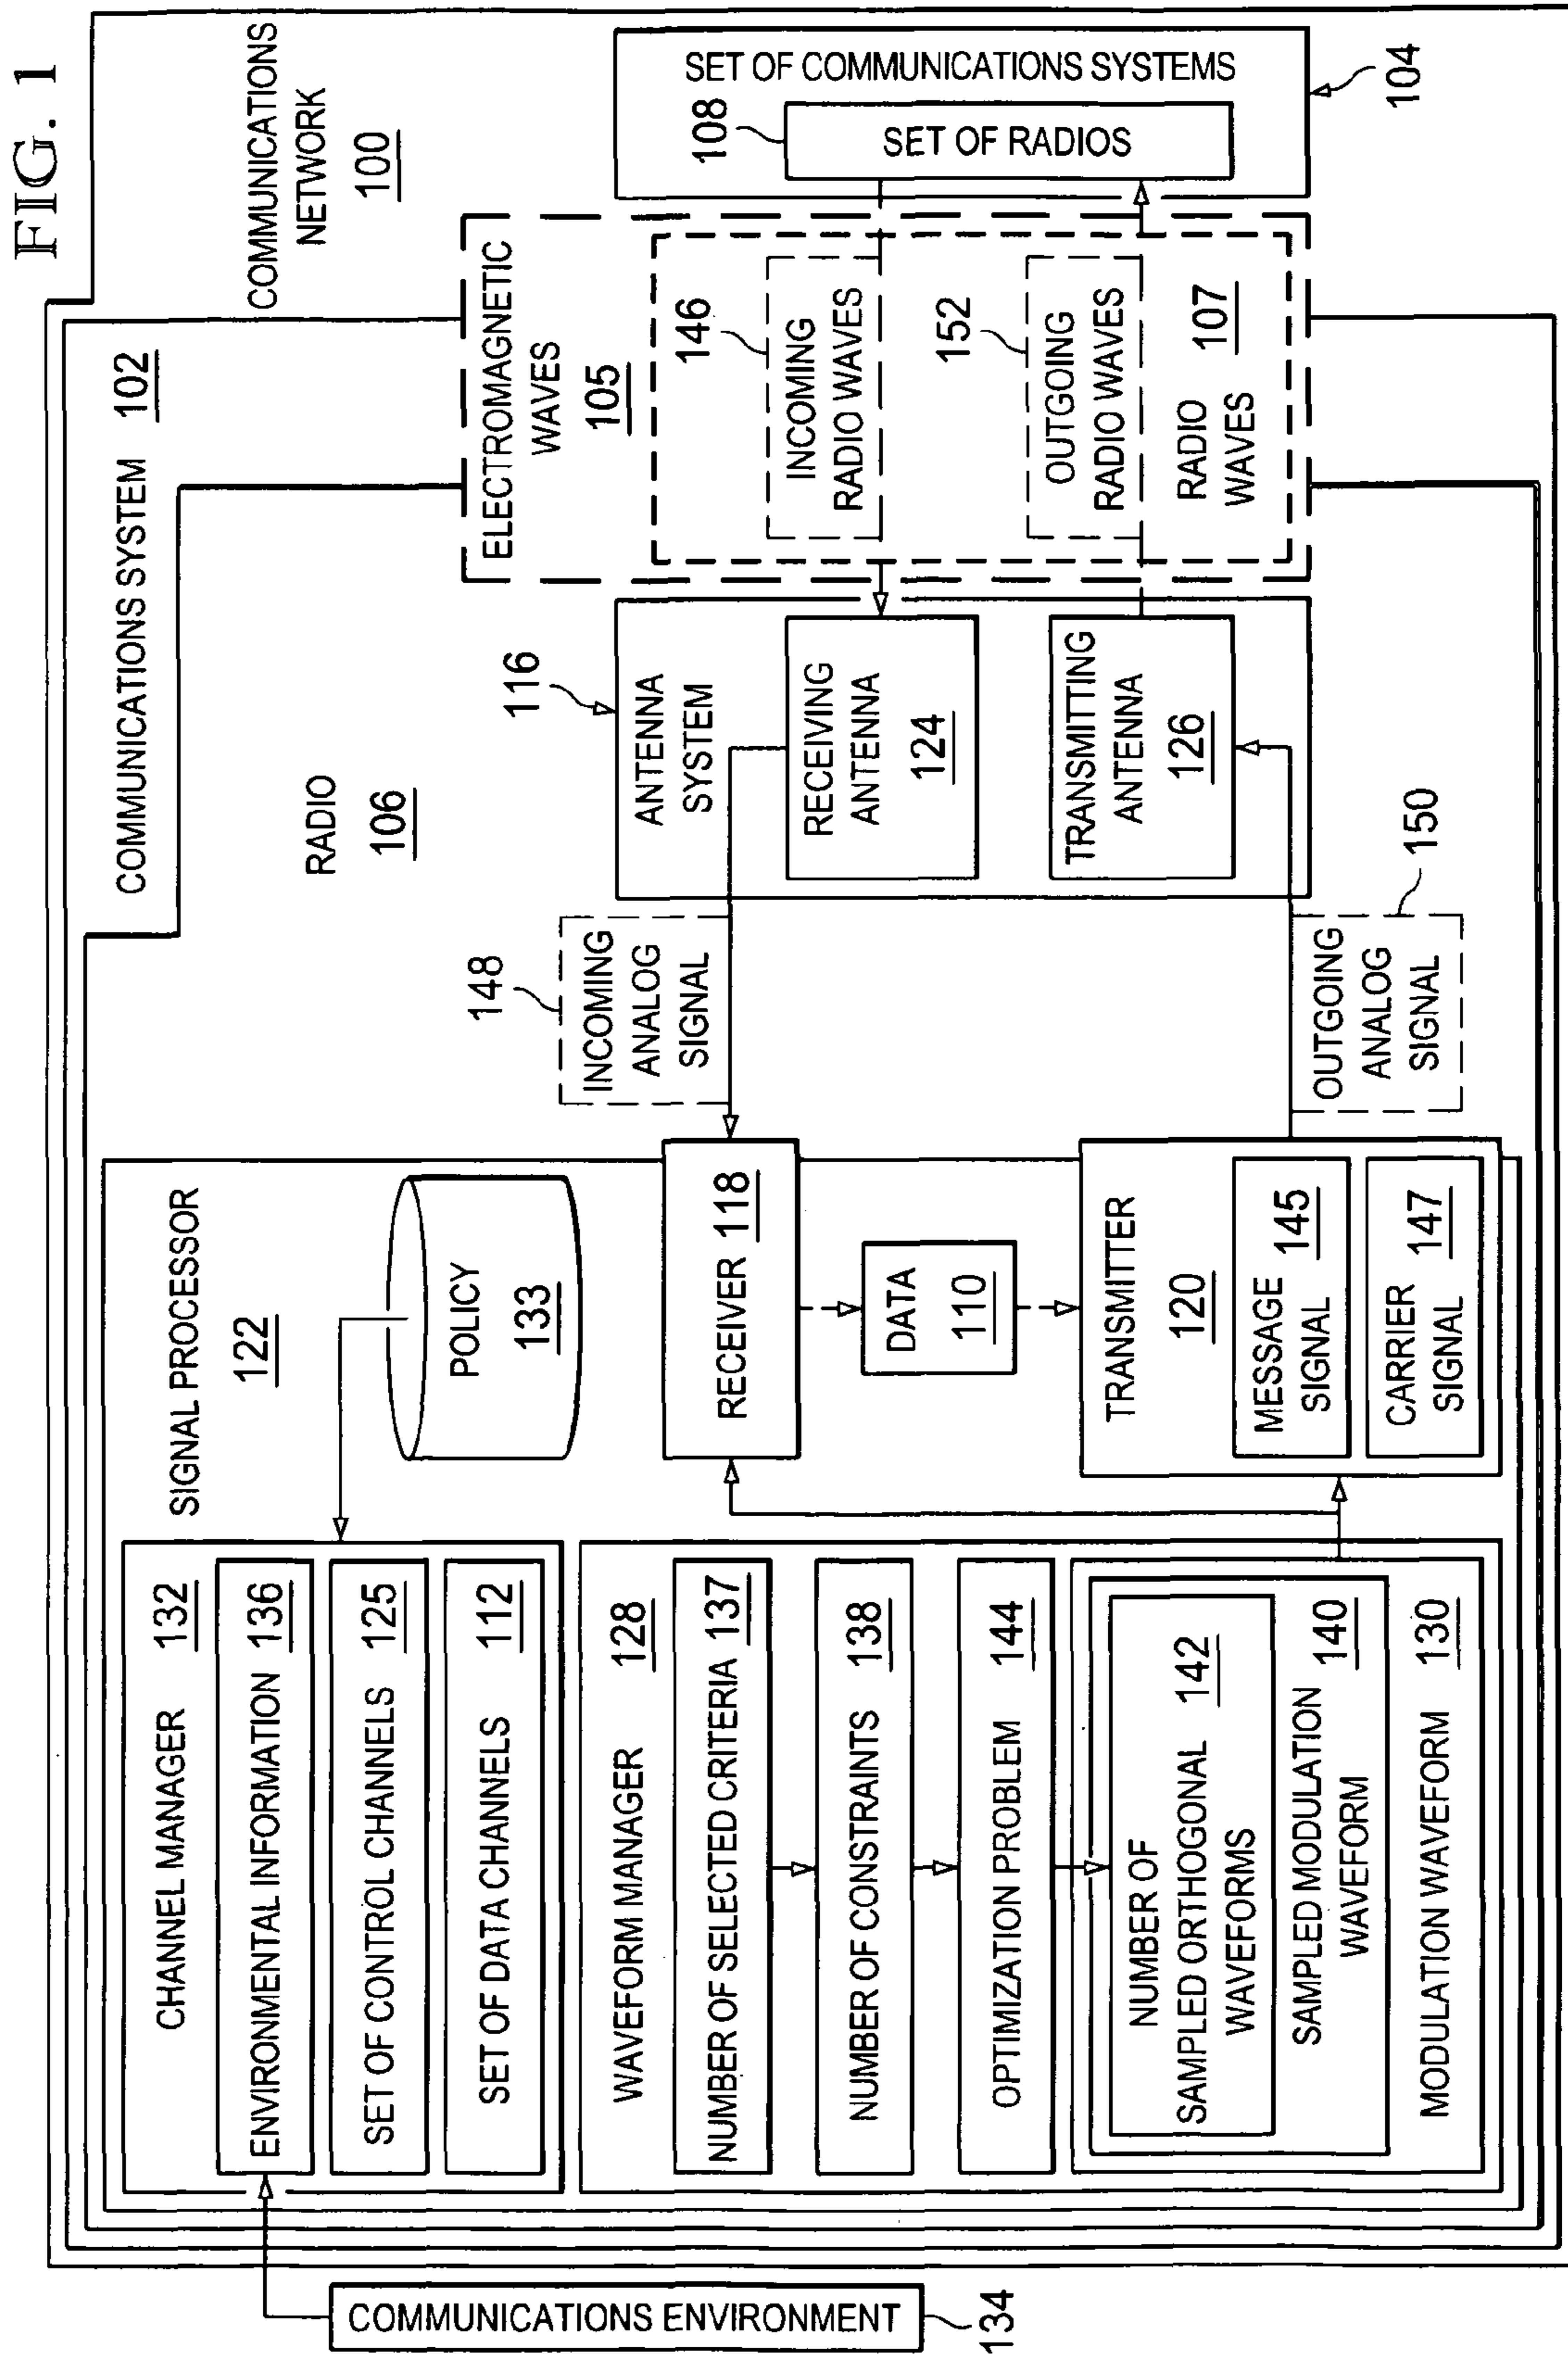 FIG. 1
COMMUNICATIONS
NETWORK
100
COMMUNICATIONS SYSTEM 102
RADIO
106
SIGNAL PROCESSOR
122
CHANNEL MANAGER 132
ENVIRONMENTAL INFORMATION 136
SET OF CONTROL CHANNELS 125
SET OF DATA CHANNELS 112
POLICY
133
COMMUNICATIONS ENVIRONMENT
134
WAVEFORM MANAGER 128
NUMBER OF SELECTED CRITERIA 137
NUMBER OF CONSTRAINTS 138
OPTIMIZATION PROBLEM 144
NUMBER OF
SAMPLED ORTHOGONAL 142
WAVEFORMS
SAMPLED MODULATION 140
WAVEFORM
MODULATION WAVEFORM 130
RECEIVER 118
DATA
110
TRANSMITTER
120
MESSAGE 145
SIGNAL
CARRIER 147
SIGNAL
148
INCOMING
ANALOG
SIGNAL
OUTGOING
ANALOG
SIGNAL
150
116
ANTENNA
SYSTEM
RECEIVING
ANTENNA
124
TRANSMITTING
ANTENNA
126
ELECTROMAGNETIC
WAVES
105
146
INCOMING
RADIO WAVES
152
OUTGOING
RADIO WAVES
RADIO 107
WAVES
SET OF COMMUNICATIONS SYSTEMS
108
SET OF RADIOS
104